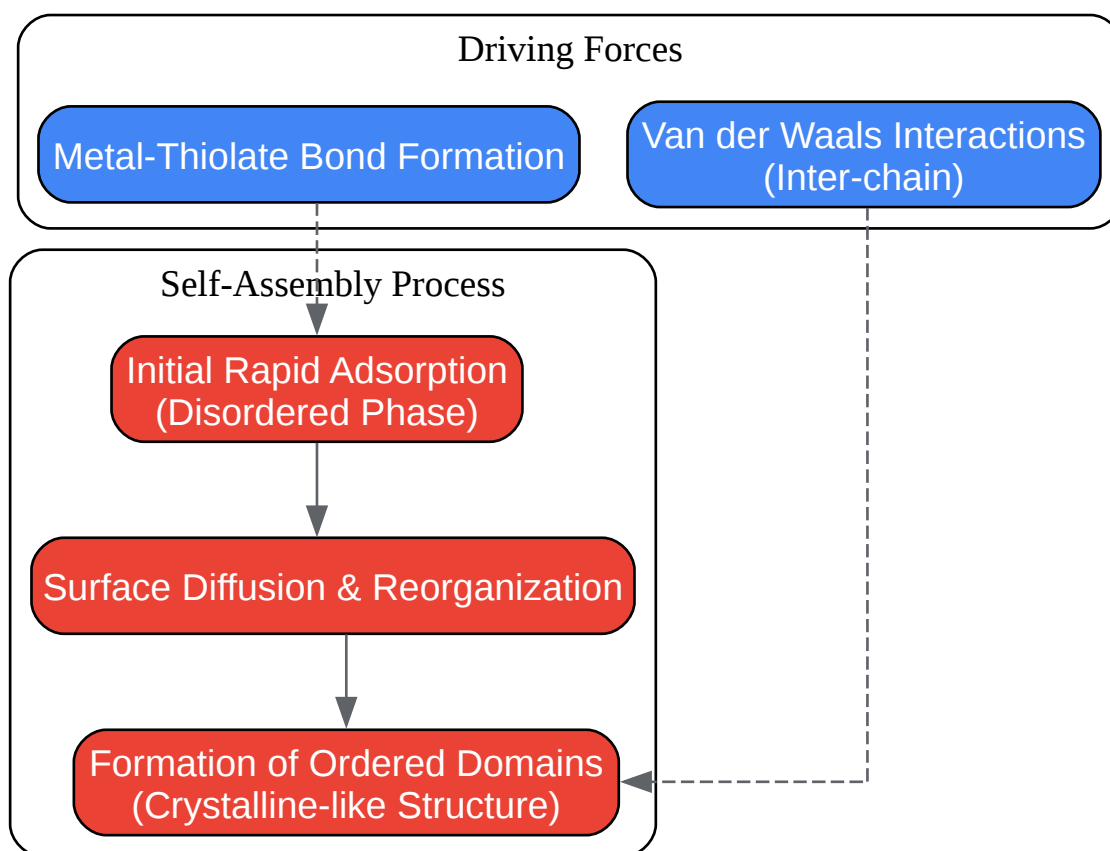 Driving Forces
Metal-Thiolate Bond Formation
Van der Waals Interactions
(Inter-chain)
Self-Assembly Process
Initial Rapid Adsorption
(Disordered Phase)
Surface Diffusion & Reorganization
Formation of Ordered Domains
(Crystalline-like Structure)